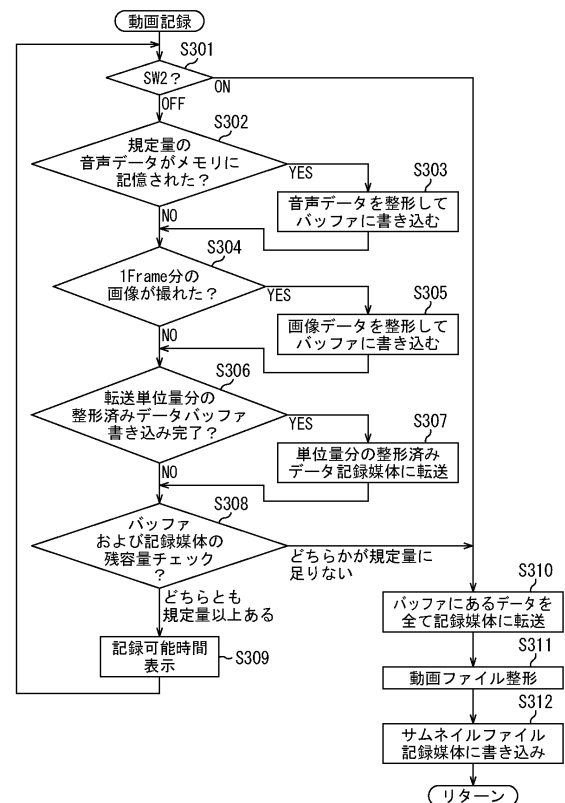 動画記録
S301
SW2?
ON
OFF
S302
規定量の
音声データがメモリに
記憶された?
YES
S303
音声データを整形して
バッファに書き込む
NO
S304
1Frame分の
画像が撮れた?
YES
S305
画像データを整形して
バッファに書き込む
NO
S306
転送単位量分の
整形済みデータバッファ
書き込み完了?
YES
S307
単位量分の整形済み
データ記録媒体に転送
NO
S308
バッファ
および記録媒体の
残容量チェック
?
どちらかが規定量に
足りない
どちらとも
規定量以上ある
S309
記録可能時間
表示
S310
バッファにあるデータを
全て記録媒体に転送
S311
動画ファイル整形
S312
サムネイルファイル
記録媒体に書き込み
リターン